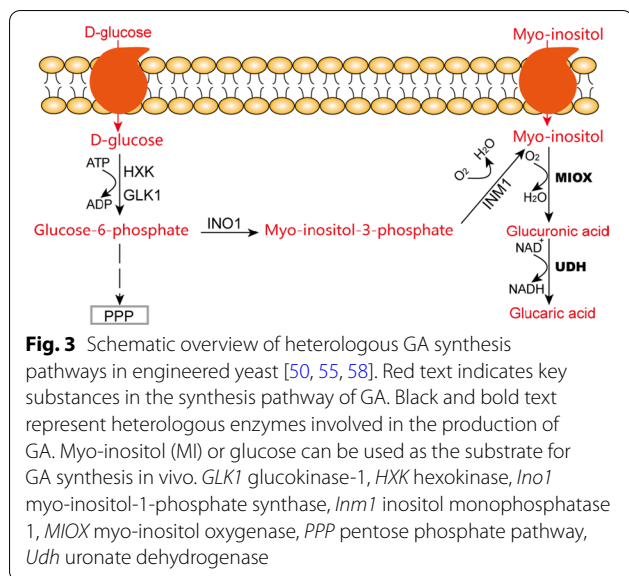 D-glucose Myo-inositol
D-glucose Myo-inositol
ATP HXK O₂ H₂O O₂ MIOX
ADP GLK1 INM1 H₂O
Glucose-6-phosphate INO1 Myo-inositol-3-phosphate Glucuronic acid
NAD⁺ UDH
NADH
PPP Glucaric acid
Fig. 3 Schematic overview of heterologous GA synthesis
pathways in engineered yeast [50, 55, 58]. Red text indicates key
substances in the synthesis pathway of GA. Black and bold text
represent heterologous enzymes involved in the production of
GA. Myo-inositol (MI) or glucose can be used as the substrate for
GA synthesis in vivo. GLK1 glucokinase-1, HXK hexokinase, Ino1
myo-inositol-1-phosphate synthase, Inm1 inositol monophosphatase
1, MIOX myo-inositol oxygenase, PPP pentose phosphate pathway,
Udh uronate dehydrogenase